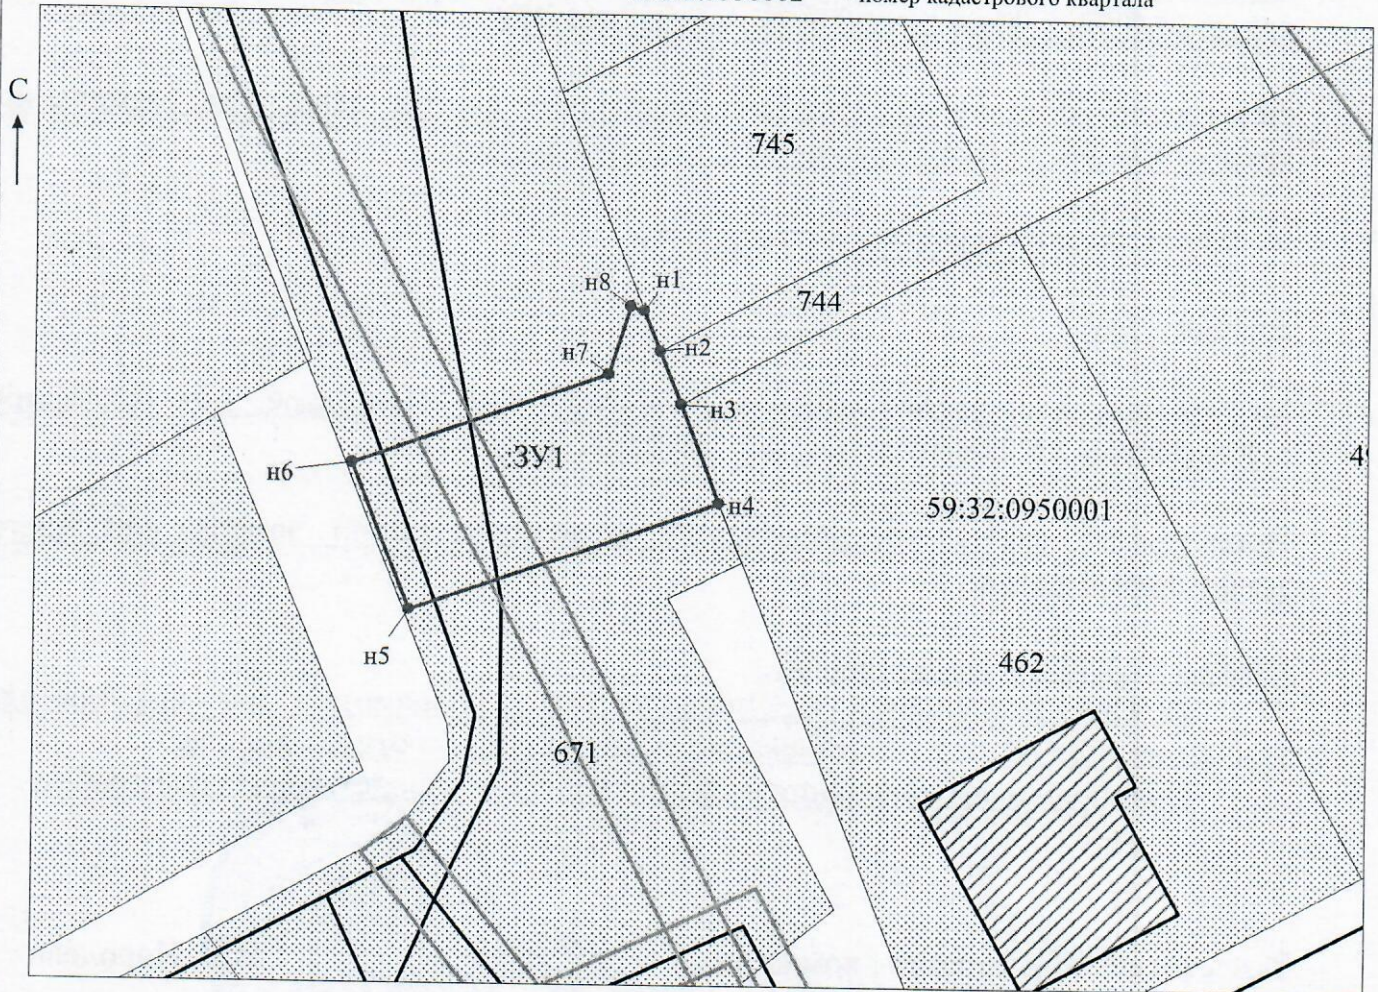 номер кадастрового квартала
С
745
н8
н1
744
н2
н7
н3
:ЗУ1
н6
н4
59:32:0950001
н5
462
671